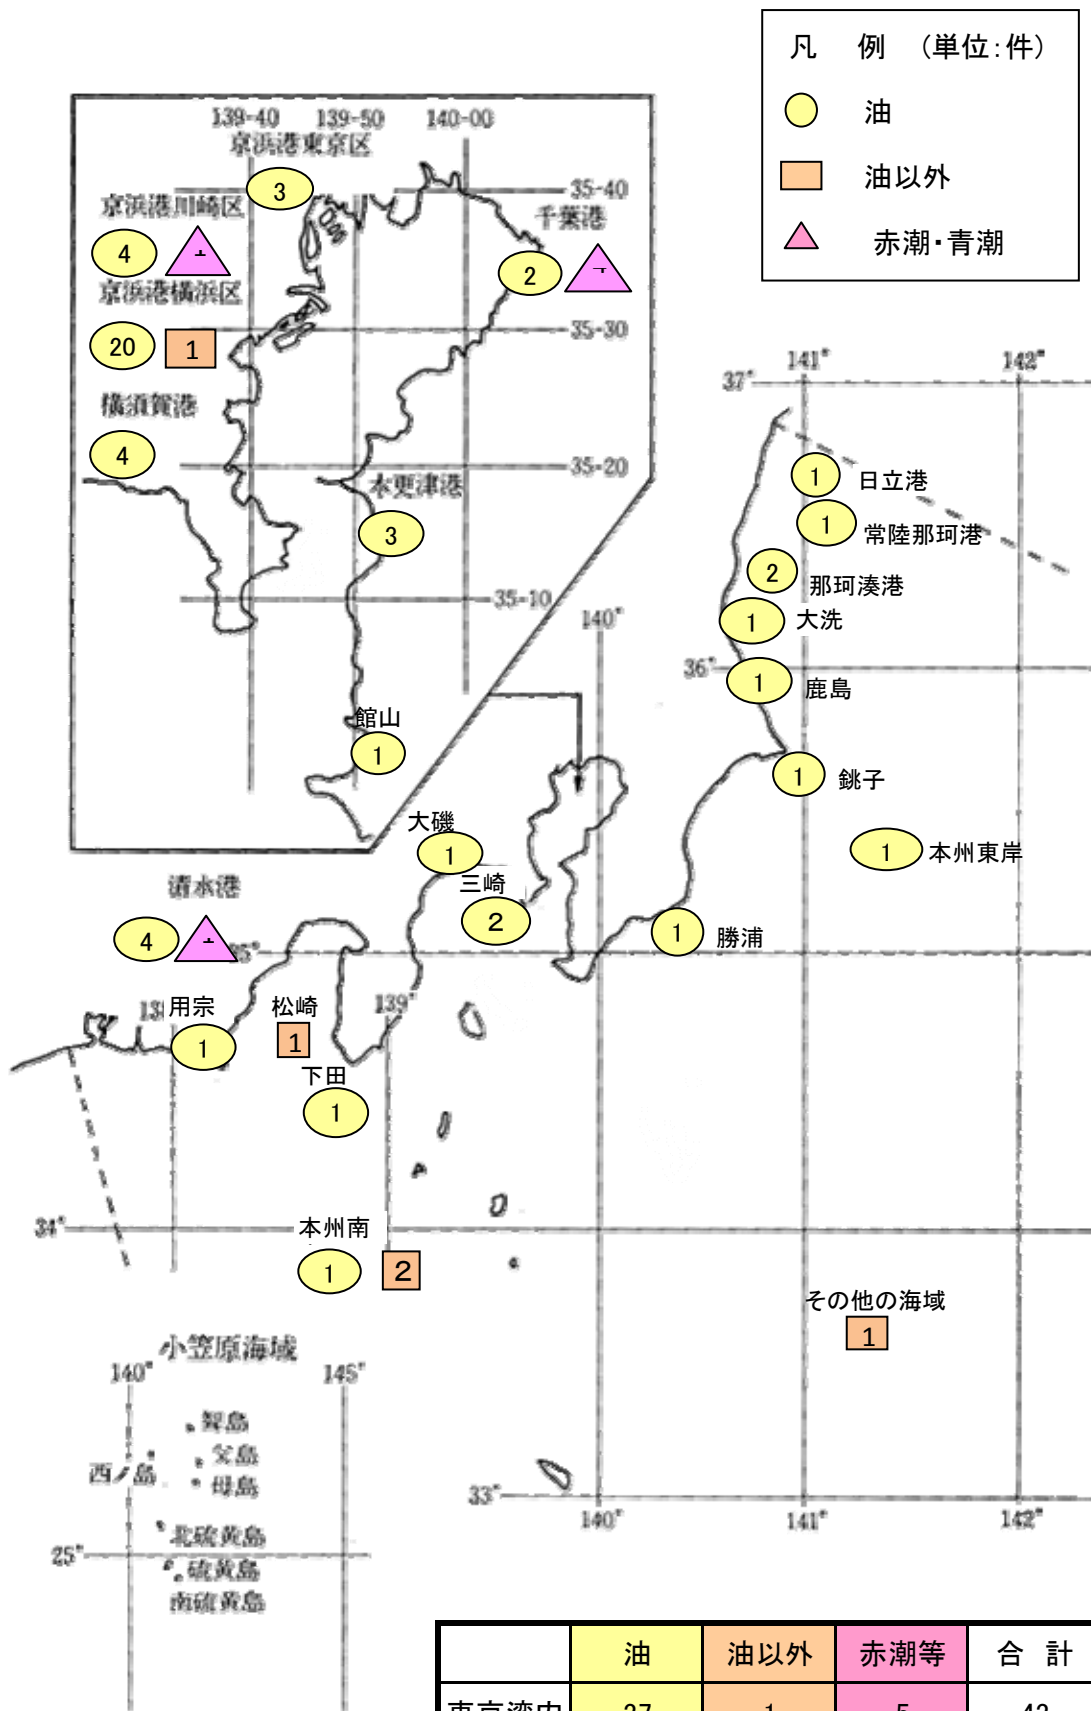 凡 例 （単位：件）
油
油以外
赤潮・青潮
139-40 139-50 140-00
京浜港東京区
3
35-40
京浜港川崎区
4
千葉港
2
京浜港横浜区
20 1
35-30
横須賀港
4
35-20
木更津港
3
35-10
館山
1
37° 141° 142°
1 日立港
1 常陸那珂港
2 那珂湊港
1 大洗
36°
1 鹿島
1 銚子
1 本州東岸
1 勝浦
140°
大磯
1
三崎
2
清水港
4
用宗
1
松崎
1
139°
下田
1
34°
本州南
1 2
その他の海域
1
33°
140° 141° 142°
小笠原海域
140° 145°
聟島
父島
西ノ島
母島
北硫黄島
25°
硫黄島
南硫黄島
油 油以外 赤潮等 合 計
東京湾内 37 1